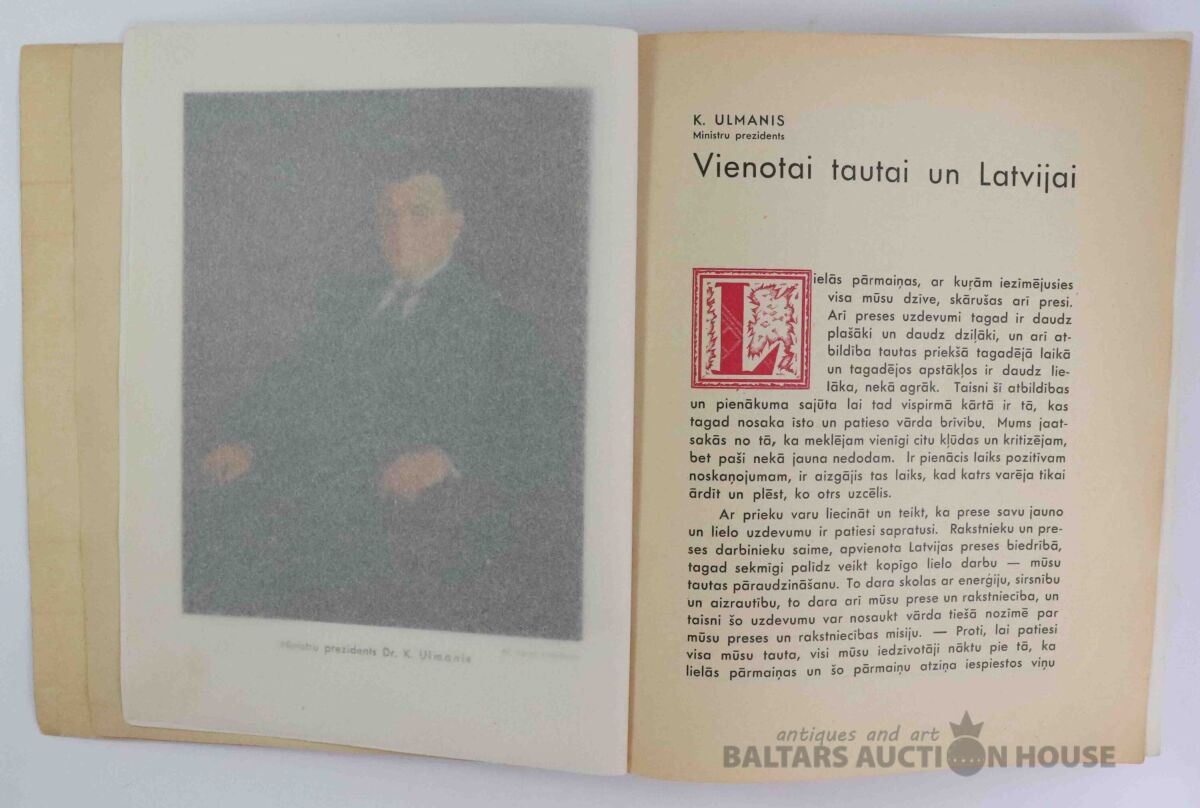 Ministru prezidents Dr. K. Ulmanis
K. ULMANIS
Ministru prezidents
Vienotai tautai un Latvijai
Lielās pārmaiņas, ar kuŗām iezīmējusies
visa mūsu dzīve, skārušas arī presi.
Arī preses uzdevumi tagad ir daudz
plašāki un daudz dziļāki, un arī at-
bildība tautas priekšā tagadējā laikā
un tagadējos apstākļos ir daudz lie-
lāka, nekā agrāk. Taisni šī atbildības
un pienākuma sajūta lai tad vispirmā kārtā ir tā, kas
tagad nosaka īsto un patieso vārda brīvību. Mums jaat-
sakās no tā, ka meklējam vienīgi citu kļūdas un kritizējam,
bet paši nekā jauna nedodam. Ir pienācis laiks pozitīvam
noskaņojumam, ir aizgājis tas laiks, kad katrs varēja tikai
ārdīt un plēst, ko otrs uzcēlis.
Ar prieku varu liecināt un teikt, ka prese savu jauno
un lielo uzdevumu ir patiesi sapratusi. Rakstnieku un pre-
ses darbinieku saime, apvienota Latvijas preses biedrībā,
tagad sekmīgi palīdz veikt kopīgo lielo darbu — mūsu
tautas pāraudzināšanu. To dara skolas ar enerģiju, sirsnību
un aizrautību, to dara arī mūsu prese un rakstniecība, un
taisni šo uzdevumu var nosaukt vārda tiešā nozīmē par
mūsu preses un rakstniecības misiju. — Proti, lai patiesi
visa mūsu tauta, visi mūsu iedzīvotāji nāktu pie tā, ka
lielās pārmaiņas un šo pārmaiņu atziņa iespiestos viņu
antiques and art
BALTARS AUCTION HOUSE